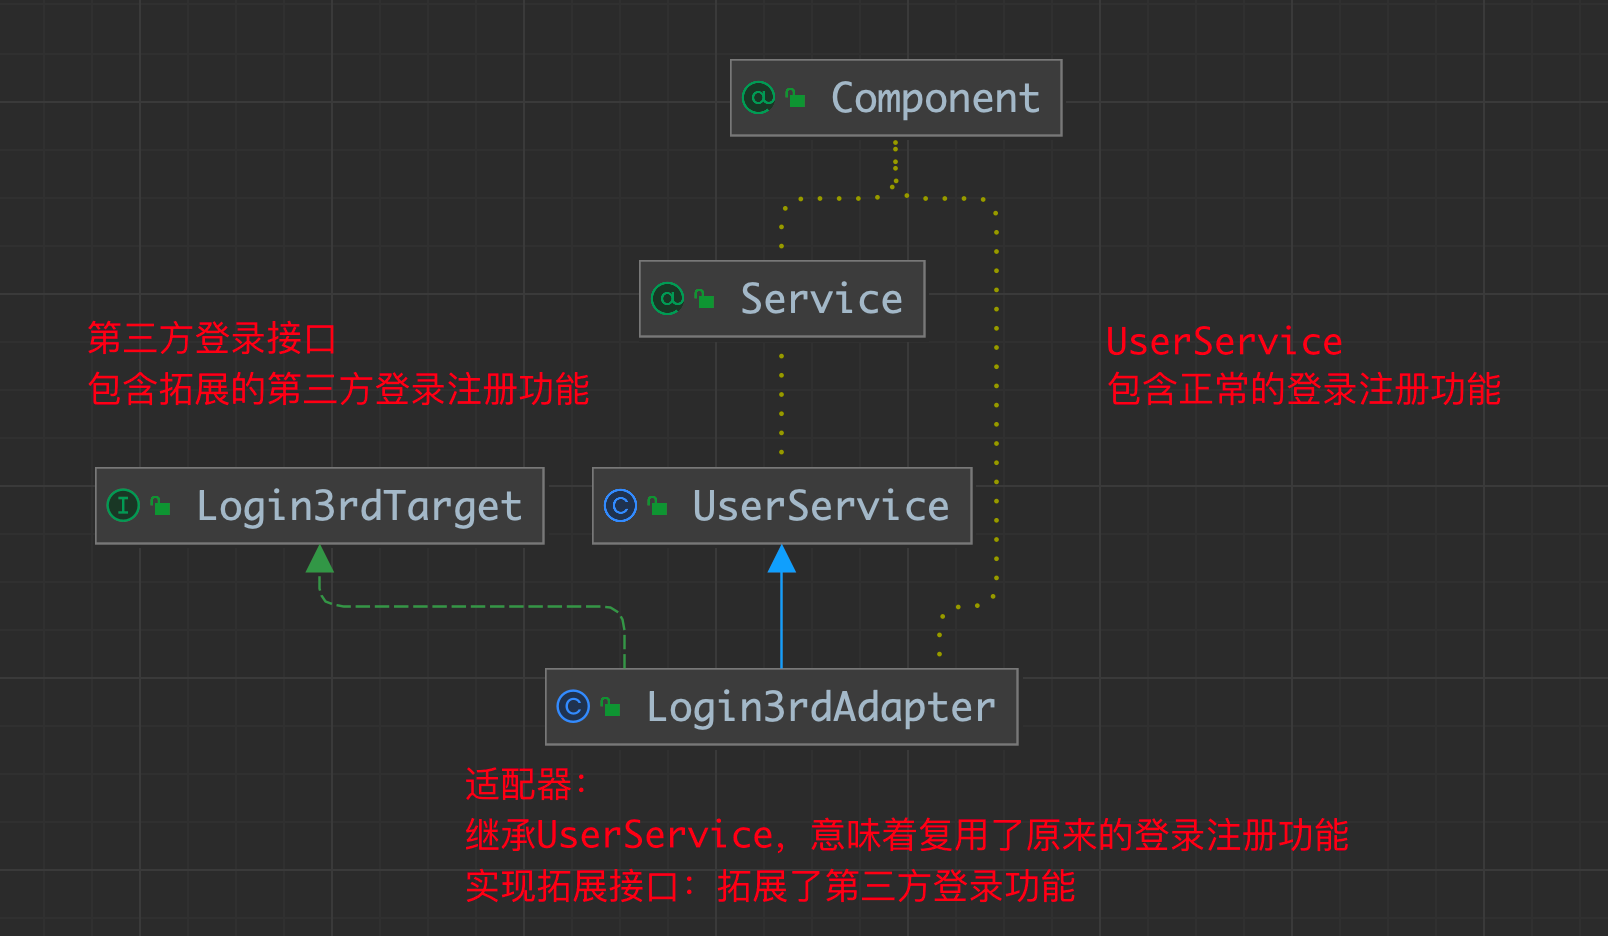 Component
Service
第三方登录接口
包含拓展的第三方登录注册功能
UserService
包含正常的登录注册功能
Login3rdTarget
UserService
Login3rdAdapter
适配器：
继承UserService，意味着复用了原来的登录注册功能
实现拓展接口：拓展了第三方登录功能